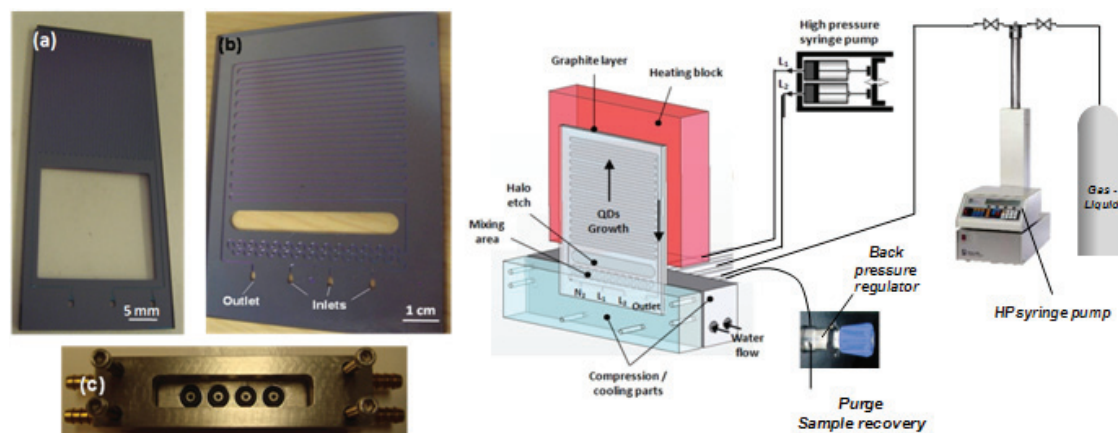 (a)
5 mm
(b)
Outlet
Inlets
1 cm
(c)
High pressure
syringe pump
L1
L2
Graphite layer
Heating block
Halo
etch
QDs
Growth
Mixing
area
N2
L1
L2
Outlet
Water
flow
Compression /
cooling parts
Back
pressure
regulator
Purge
Sample recovery
HP syringe pump
Gas -
Liquid